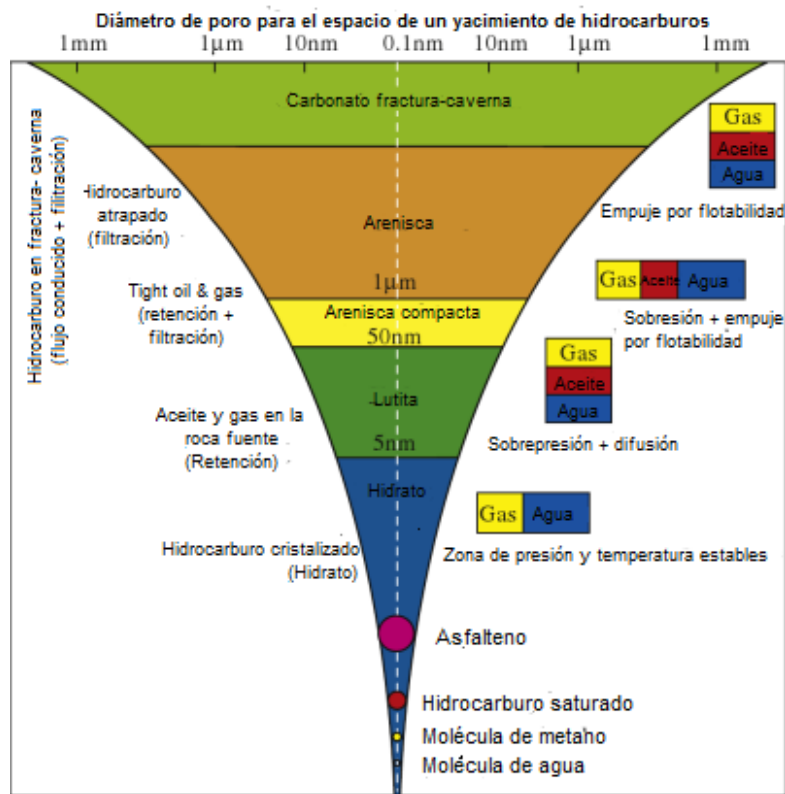 Diámetro de poro para el espacio de un yacimiento de hidrocarburos
1mm 1µm 10nm 0.1nm 10nm 1µm 1mm
Carbonato fractura-caverna
Gas
Aceite
Agua
Empuje por flotabilidad
Hidrocarburo en fractura- caverna
(flujo conducido + filitración)
Hidrocarburo
atrapado
(filtración)
Arenisca
1µm
Tight oil & gas
(retención +
filtración)
Arenisca compacta
50nm
Gas Aceite Agua
Sobresión + empuje
por flotabilidad
Gas
Aceite
Agua
Sobrepresión + difusión
Lutita
5nm
Aceite y gas en la
roca fuente
(Retención)
Hidrato
Gas Agua
Zona de presión y temperatura estables
Hidrocarburo cristalizado
(Hidrato)
Asfalteno
Hidrocarburo saturado
Molécula de metaho
Molécula de agua